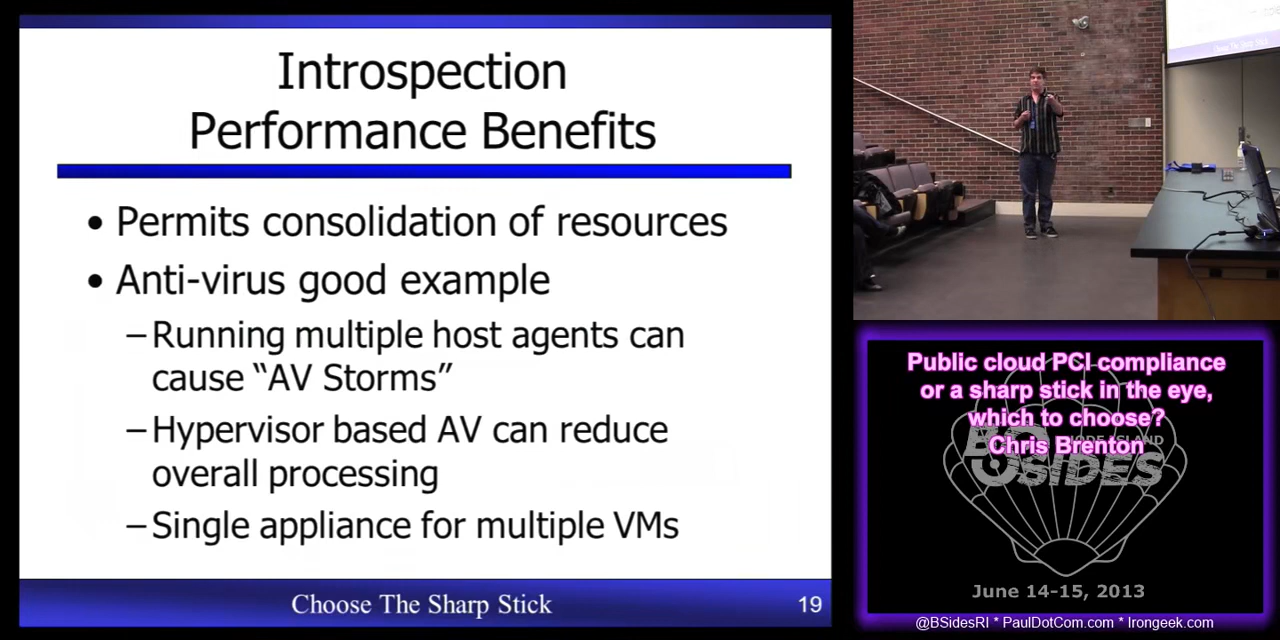 Introspection
Performance Benefits
• Permits consolidation of resources
• Anti-virus good example
– Running multiple host agents can
cause “AV Storms”
– Hypervisor based AV can reduce
overall processing
– Single appliance for multiple VMs
Choose The Sharp Stick
19
Public cloud PCI compliance
or a sharp stick in the eye,
which to choose?
Chris Brenton
SIDES
June 14-15, 2013
@BSidesRI * PaulDotCom.com * Irongeek.com